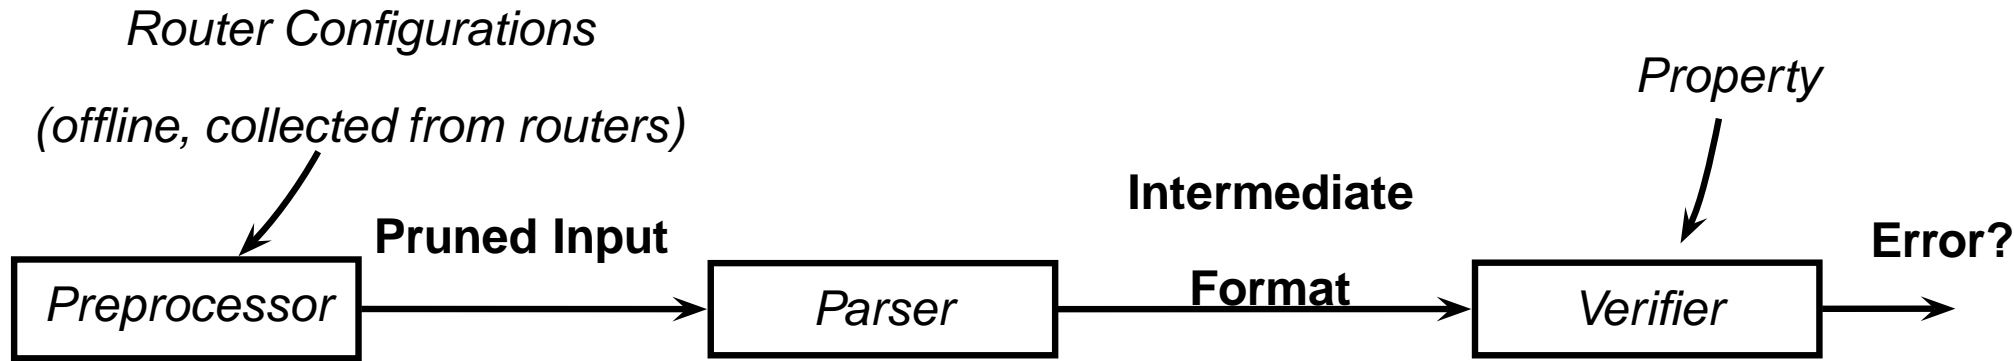 Router Configurations
(offline, collected from routers)
Property
Pruned Input
Intermediate
Format
Error?
Preprocessor
Parser
Verifier